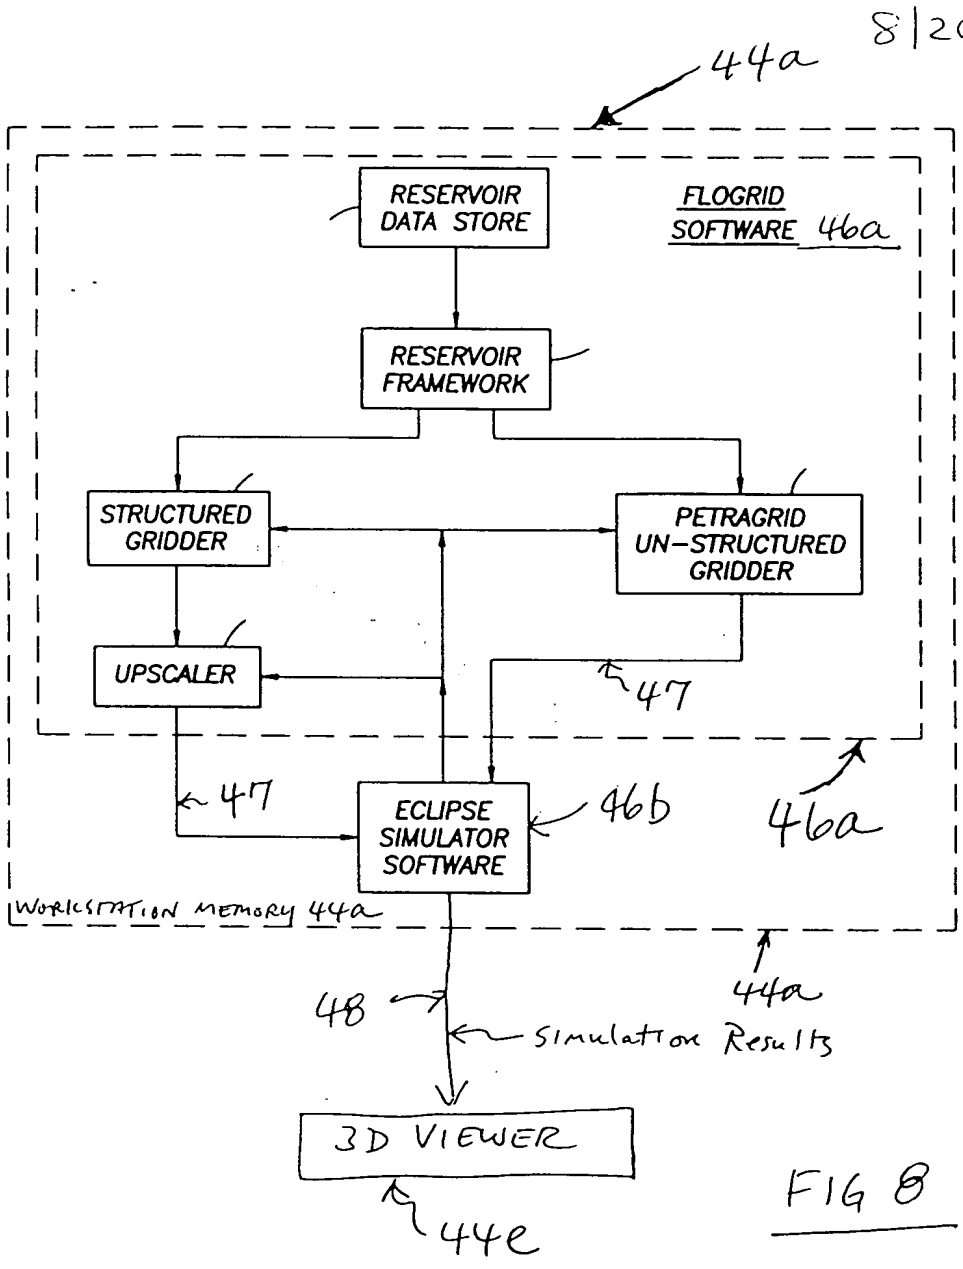 8/20
44a
RESERVOIR
DATA STORE
FLOGRID
SOFTWARE 46a
RESERVOIR
FRAMEWORK
STRUCTURED
GRIDDER
PETRAGRID
UN-STRUCTURED
GRIDDER
UPSCALER
47
47
ECLIPSE
SIMULATOR
SOFTWARE
46b
46a
WORKSTATION MEMORY 44a
44a
48
Simulation Results
3D VIEWER
44e
FIG 8